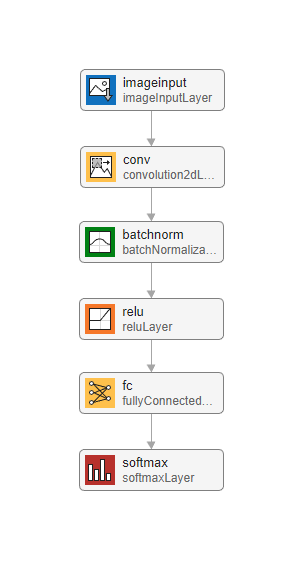 imageinput
imageInputLayer
conv
convolution2dL...
batchnorm
batchNormaliza...
relu
reluLayer
fc
fullyConnected...
softmax
softmaxLayer